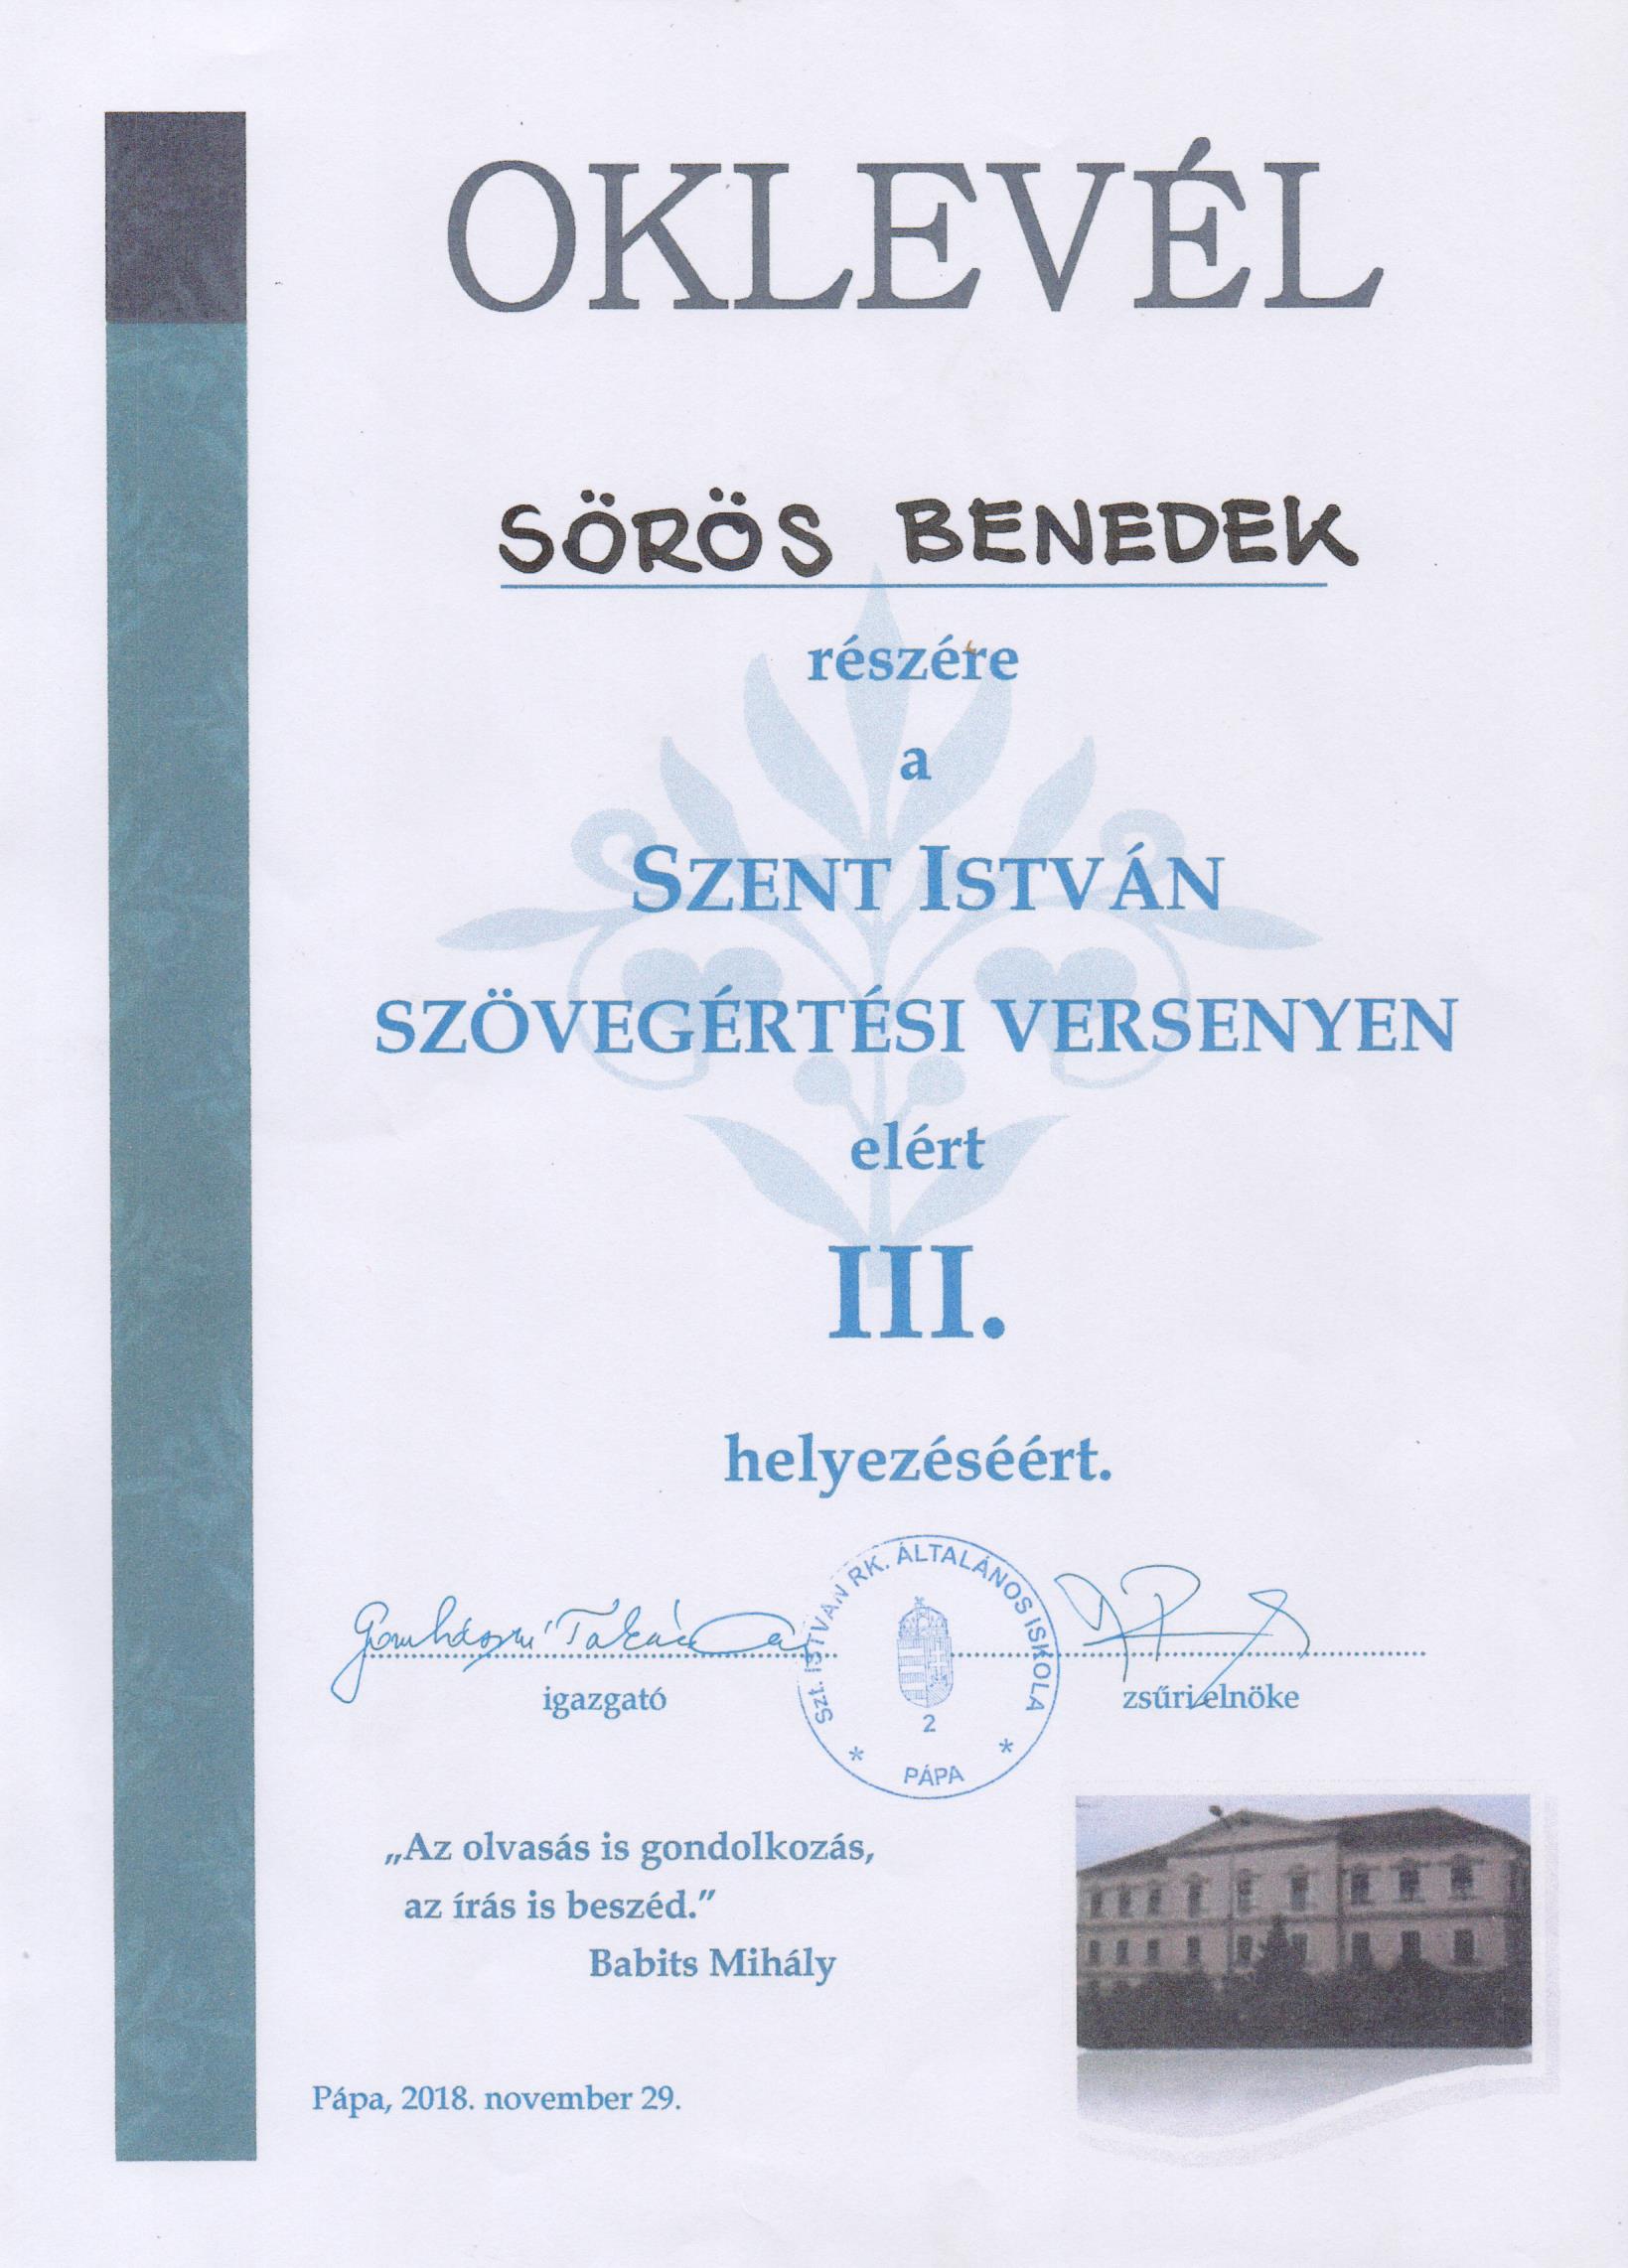 OKLEVÉL
SÖRÖS BENEDEK
részére
a
SZENT ISTVÁN
SZÖVEGÉRTÉSI VERSENYEN
elért
III.
helyezéséért.
Szt. ISTVÁN RK. ÁLTALÁNOS ISKOLA
2
* PÁPA *
igazgató
zsűri elnöke
„Az olvasás is gondolkozás,
az írás is beszéd.”
Babits Mihály
Pápa, 2018. november 29.